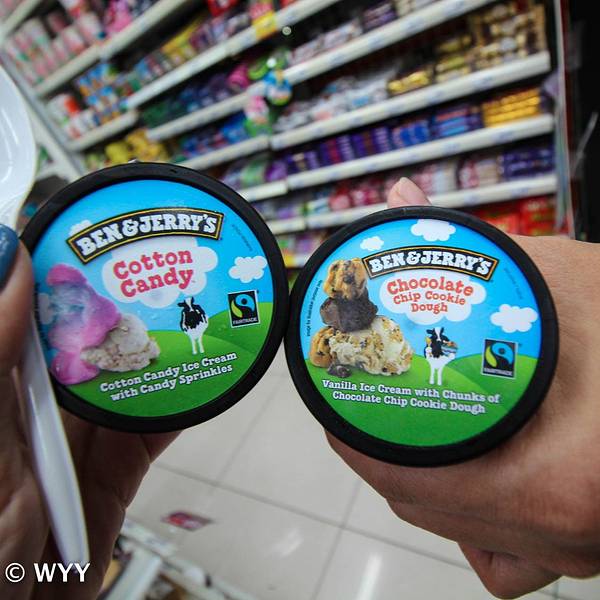 BEN & JERRY'S
Cotton
Candy
FAIRTRADE
Cotton Candy Ice Cream
with Candy Sprinkles
BEN & JERRY'S
Chocolate
Chip Cookie
Dough
FAIRTRADE
Vanilla Ice Cream with Chunks of
Chocolate Chip Cookie Dough
© WYY